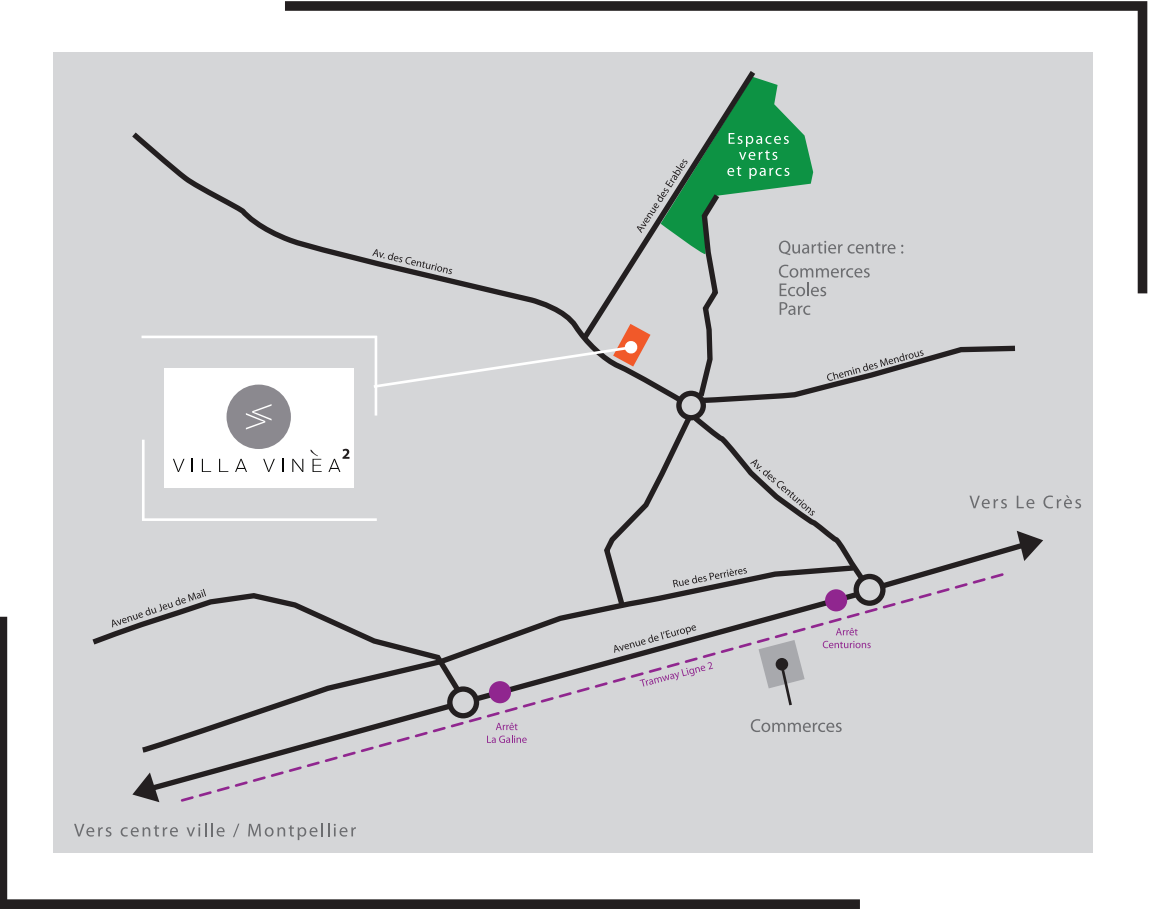 Espaces
verts
et parcs
Avenue des Erables
Av. des Centurions
Quartier centre :
Commerces
Ecoles
Parc
Chemin des Mendrous
VILLA VINÈA²
Av. des Centurions
Vers Le Crès
Rue des Perrières
Avenue du Jeu de Mail
Avenue de l'Europe
Arrêt
Centurions
Tramway Ligne 2
Commerces
Arrêt
La Galine
Vers centre ville / Montpellier